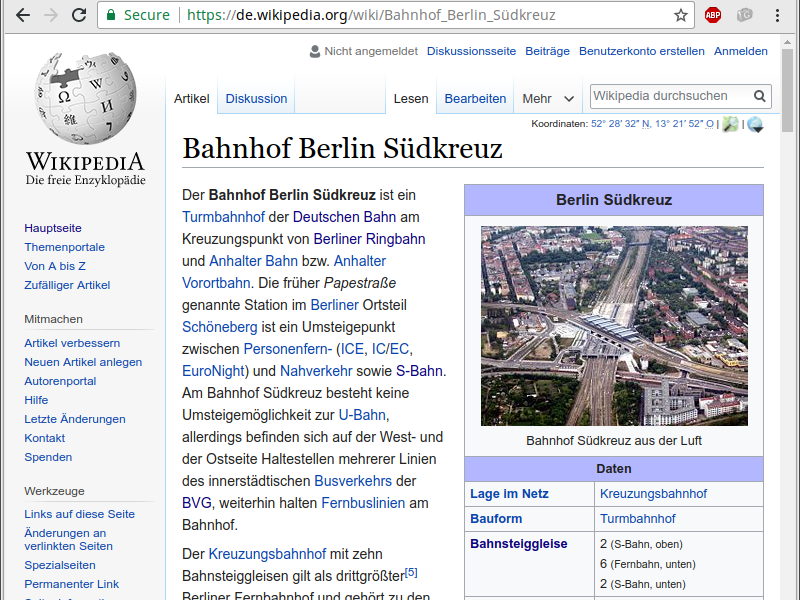 Secure https://de.wikipedia.org/wiki/Bahnhof_Berlin_Südkreuz
ABP
Nicht angemeldet Diskussionsseite Beiträge Benutzerkonto erstellen Anmelden
Artikel Diskussion Lesen Bearbeiten Mehr Wikipedia durchsuchen
Koordinaten: 52° 28′ 32″ N, 13° 21′ 52″ O | |
WIKIPEDIA
Die freie Enzyklopädie
Hauptseite
Themenportale
Von A bis Z
Zufälliger Artikel
Mitmachen
Artikel verbessern
Neuen Artikel anlegen
Autorenportal
Hilfe
Letzte Änderungen
Kontakt
Spenden
Werkzeuge
Links auf diese Seite
Änderungen an
verlinkten Seiten
Spezialseiten
Permanenter Link
Bahnhof Berlin Südkreuz
Der Bahnhof Berlin Südkreuz ist ein
Turmbahnhof der Deutschen Bahn am
Kreuzungspunkt von Berliner Ringbahn
und Anhalter Bahn bzw. Anhalter
Vorortbahn. Die früher Papestraße
genannte Station im Berliner Ortsteil
Schöneberg ist ein Umsteigepunkt
zwischen Personenfern- (ICE, IC/EC,
EuroNight) und Nahverkehr sowie S-Bahn.
Am Bahnhof Südkreuz besteht keine
Umsteigemöglichkeit zur U-Bahn,
allerdings befinden sich auf der West- und
der Ostseite Haltestellen mehrerer Linien
des innerstädtischen Busverkehrs der
BVG, weiterhin halten Fernbuslinien am
Bahnhof.
Der Kreuzungsbahnhof mit zehn
Bahnsteiggleisen gilt als drittgrößter[5]
Berliner Fernbahnhof und gehört zu den
Berlin Südkreuz
Bahnhof Südkreuz aus der Luft
Daten
Lage im Netz Kreuzungsbahnhof
Bauform Turmbahnhof
Bahnsteiggleise 2 (S-Bahn, oben)
6 (Fernbahn, unten)
2 (S-Bahn, unten)